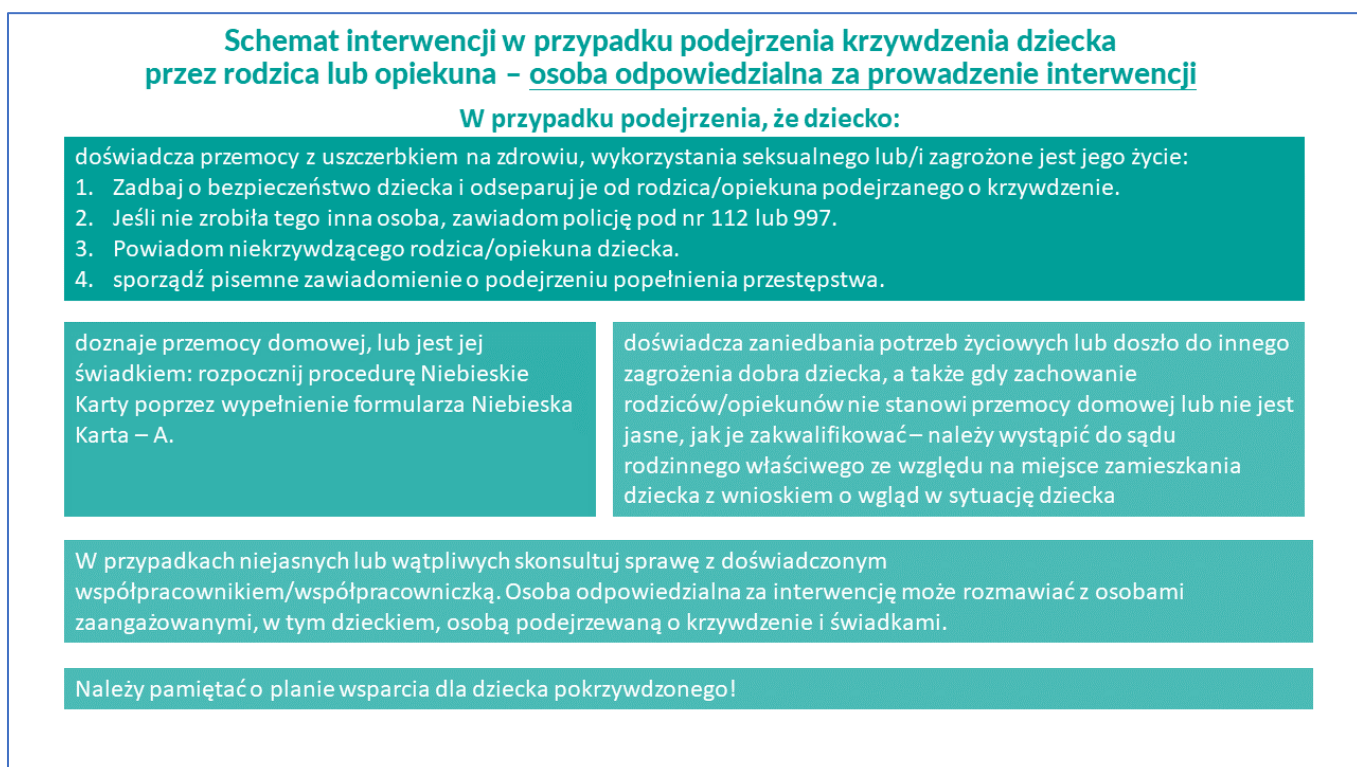 Schemat interwencji w przypadku podejrzenia krzywdzenia dziecka
przez rodzica lub opiekuna – osoba odpowiedzialna za prowadzenie interwencji
W przypadku podejrzenia, że dziecko:
doświadcza przemocy z uszczerbkiem na zdrowiu, wykorzystania seksualnego lub/i zagrożone jest jego życie:
1. Zadbaj o bezpieczeństwo dziecka i odseparuj je od rodzica/opiekuna podejrzanego o krzywdzenie.
2. Jeśli nie zrobiła tego inna osoba, zawiadom policję pod nr 112 lub 997.
3. Powiadom niekrzywdzącego rodzica/opiekuna dziecka.
4. sporządź pisemne zawiadomienie o podejrzeniu popełnienia przestępstwa.
doznaje przemocy domowej, lub jest jej
świadkiem: rozpocznij procedurę Niebieskie
Karty poprzez wypełnienie formularza Niebieska
Karta – A.
doświadcza zaniedbania potrzeb życiowych lub doszło do innego
zagrożenia dobra dziecka, a także gdy zachowanie
rodziców/opiekunów nie stanowi przemocy domowej lub nie jest
jasne, jak je zakwalifikować – należy wystąpić do sądu
rodzinnego właściwego ze względu na miejsce zamieszkania
dziecka z wnioskiem o wgląd w sytuację dziecka
W przypadkach niejasnych lub wątpliwych skonsultuj sprawę z doświadczonym
współpracownikiem/współpracowniczką. Osoba odpowiedzialna za interwencję może rozmawiać z osobami
zaangażowanymi, w tym dzieckiem, osobą podejrzewaną o krzywdzenie i świadkami.
Należy pamiętać o planie wsparcia dla dziecka pokrzywdzonego!